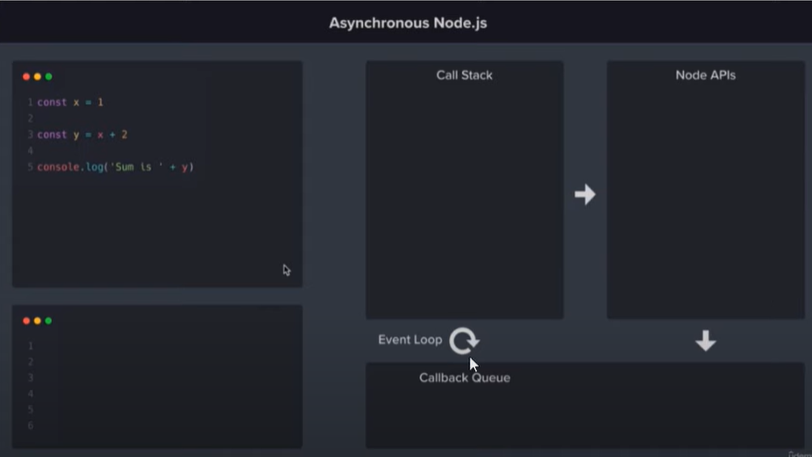 Asynchronous Node.js
1 const x = 1
2
3 const y = x + 2
4
5 console.log('Sum is ' + y)
1
2
3
4
5
6
Call Stack
Node APIs
Event Loop
Callback Queue